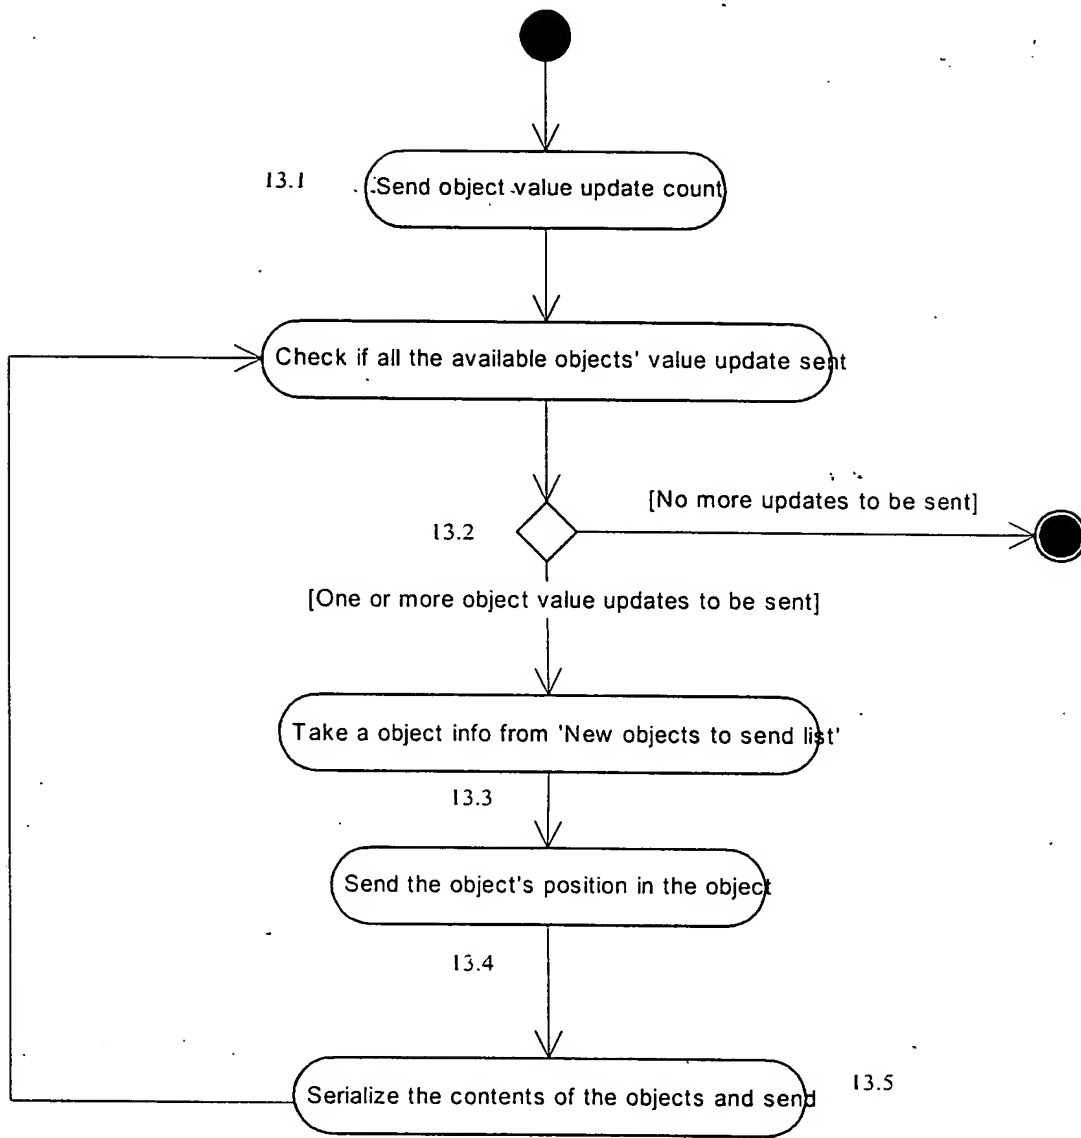 13.1
Send object value update count
Check if all the available objects' value update sent
[No more updates to be sent]
13.2
[One or more object value updates to be sent]
Take a object info from 'New objects to send list'
13.3
Send the object's position in the object
13.4
Serialize the contents of the objects and send
13.5